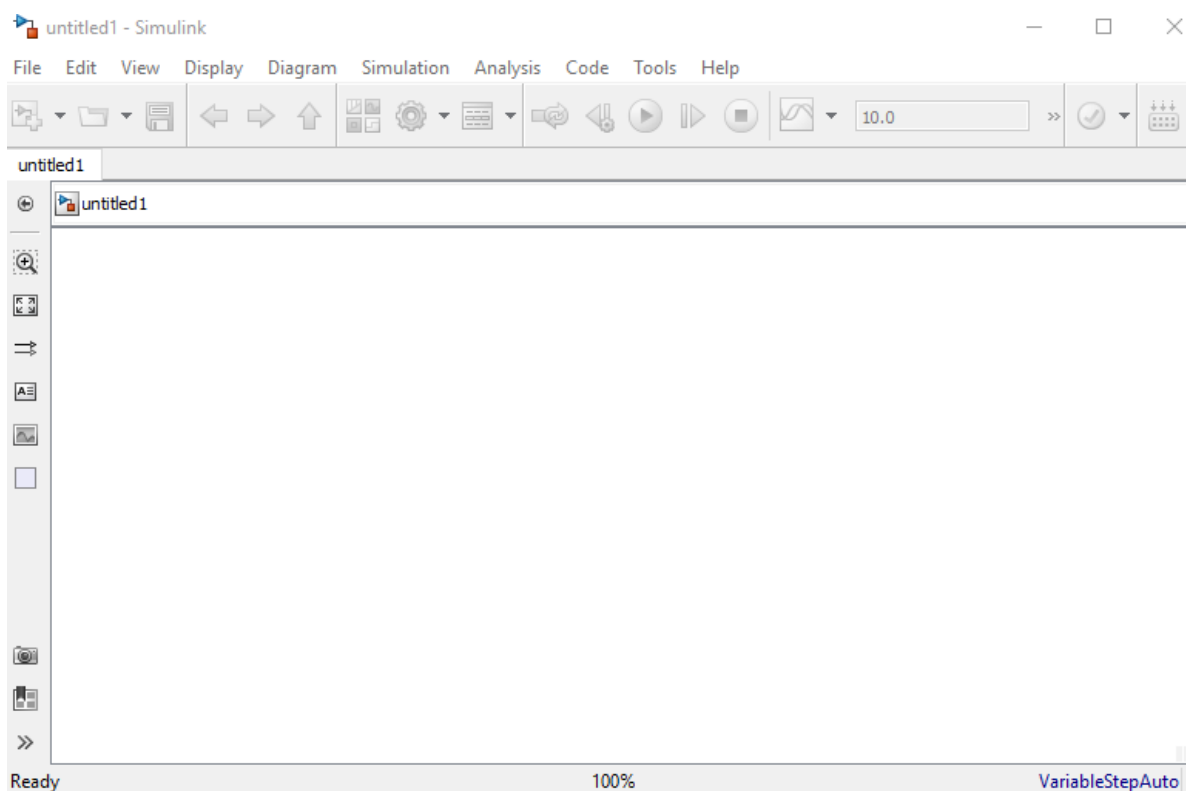 untitled1 - Simulink
File Edit View Display Diagram Simulation Analysis Code Tools Help
10.0 »
untitled1
untitled1
A
»
Ready 100% VariableStepAuto